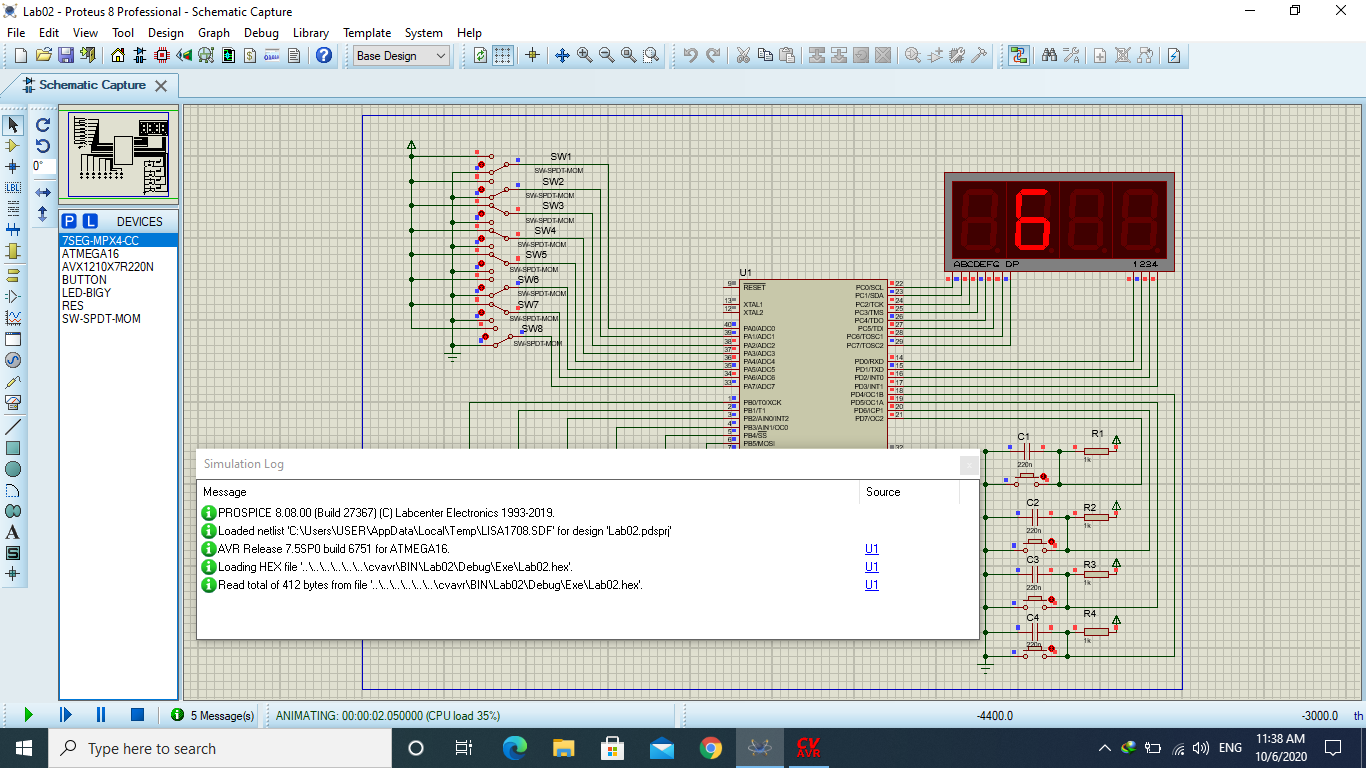 Lab02 - Proteus 8 Professional - Schematic Capture
File Edit View Tool Design Graph Debug Library Template System Help
Base Design
Schematic Capture
0°
LBL
P L DEVICES
7SEG-MPX4-CC
ATMEGA16
AVX1210X7R220N
BUTTON
LED-BIGY
RES
SW-SPDT-MOM
SW1
SW-SPDT-MOM
SW2
SW-SPDT-MOM
SW3
SW-SPDT-MOM
SW4
SW-SPDT-MOM
SW5
SW-SPDT-MOM
SW6
SW-SPDT-MOM
SW7
SW-SPDT-MOM
SW8
SW-SPDT-MOM
6
ABCDEFG DP 1234
U1
9 RESET
13 XTAL1
12 XTAL2
40 PA0/ADC0
39 PA1/ADC1
38 PA2/ADC2
37 PA3/ADC3
36 PA4/ADC4
35 PA5/ADC5
34 PA6/ADC6
33 PA7/ADC7
1 PB0/T0/XCK
2 PB1/T1
3 PB2/AIN0/INT2
4 PB3/AIN1/OC0
5 PB4/SS
6 PB5/MOSI
7
PC0/SCL 22
PC1/SDA 23
PC2/TCK 24
PC3/TMS 25
PC4/TDO 26
PC5/TDI 27
PC6/TOSC1 28
PC7/TOSC2 29
PD0/RXD 14
PD1/TXD 15
PD2/INT0 16
PD3/INT1 17
PD4/OC1B 18
PD5/OC1A 19
PD6/ICP1 20
PD7/OC2 21
32
C1
220n
R1
1k
C2
220n
R2
1k
C3
220n
R3
1k
C4
220n
R4
1k
Simulation Log
Message Source
PROSPICE 8.08.00 (Build 27367) (C) Labcenter Electronics 1993-2019.
Loaded netlist 'C:\Users\USER\AppData\Local\Temp\LISA1708.SDF' for design 'Lab02.pdsprj'
AVR Release 7.5SP0 build 6751 for ATMEGA16. U1
Loading HEX file '..\..\..\..\..\..\cvavr\BIN\Lab02\Debug\Exe\Lab02.hex'. U1
Read total of 412 bytes from file '..\..\..\..\..\..\cvavr\BIN\Lab02\Debug\Exe\Lab02.hex'. U1
5 Message(s) ANIMATING: 00:00:02.050000 (CPU load 35%) -4400.0 -3000.0 th
Type here to search
CV
AVR
ENG
11:38 AM
10/6/2020